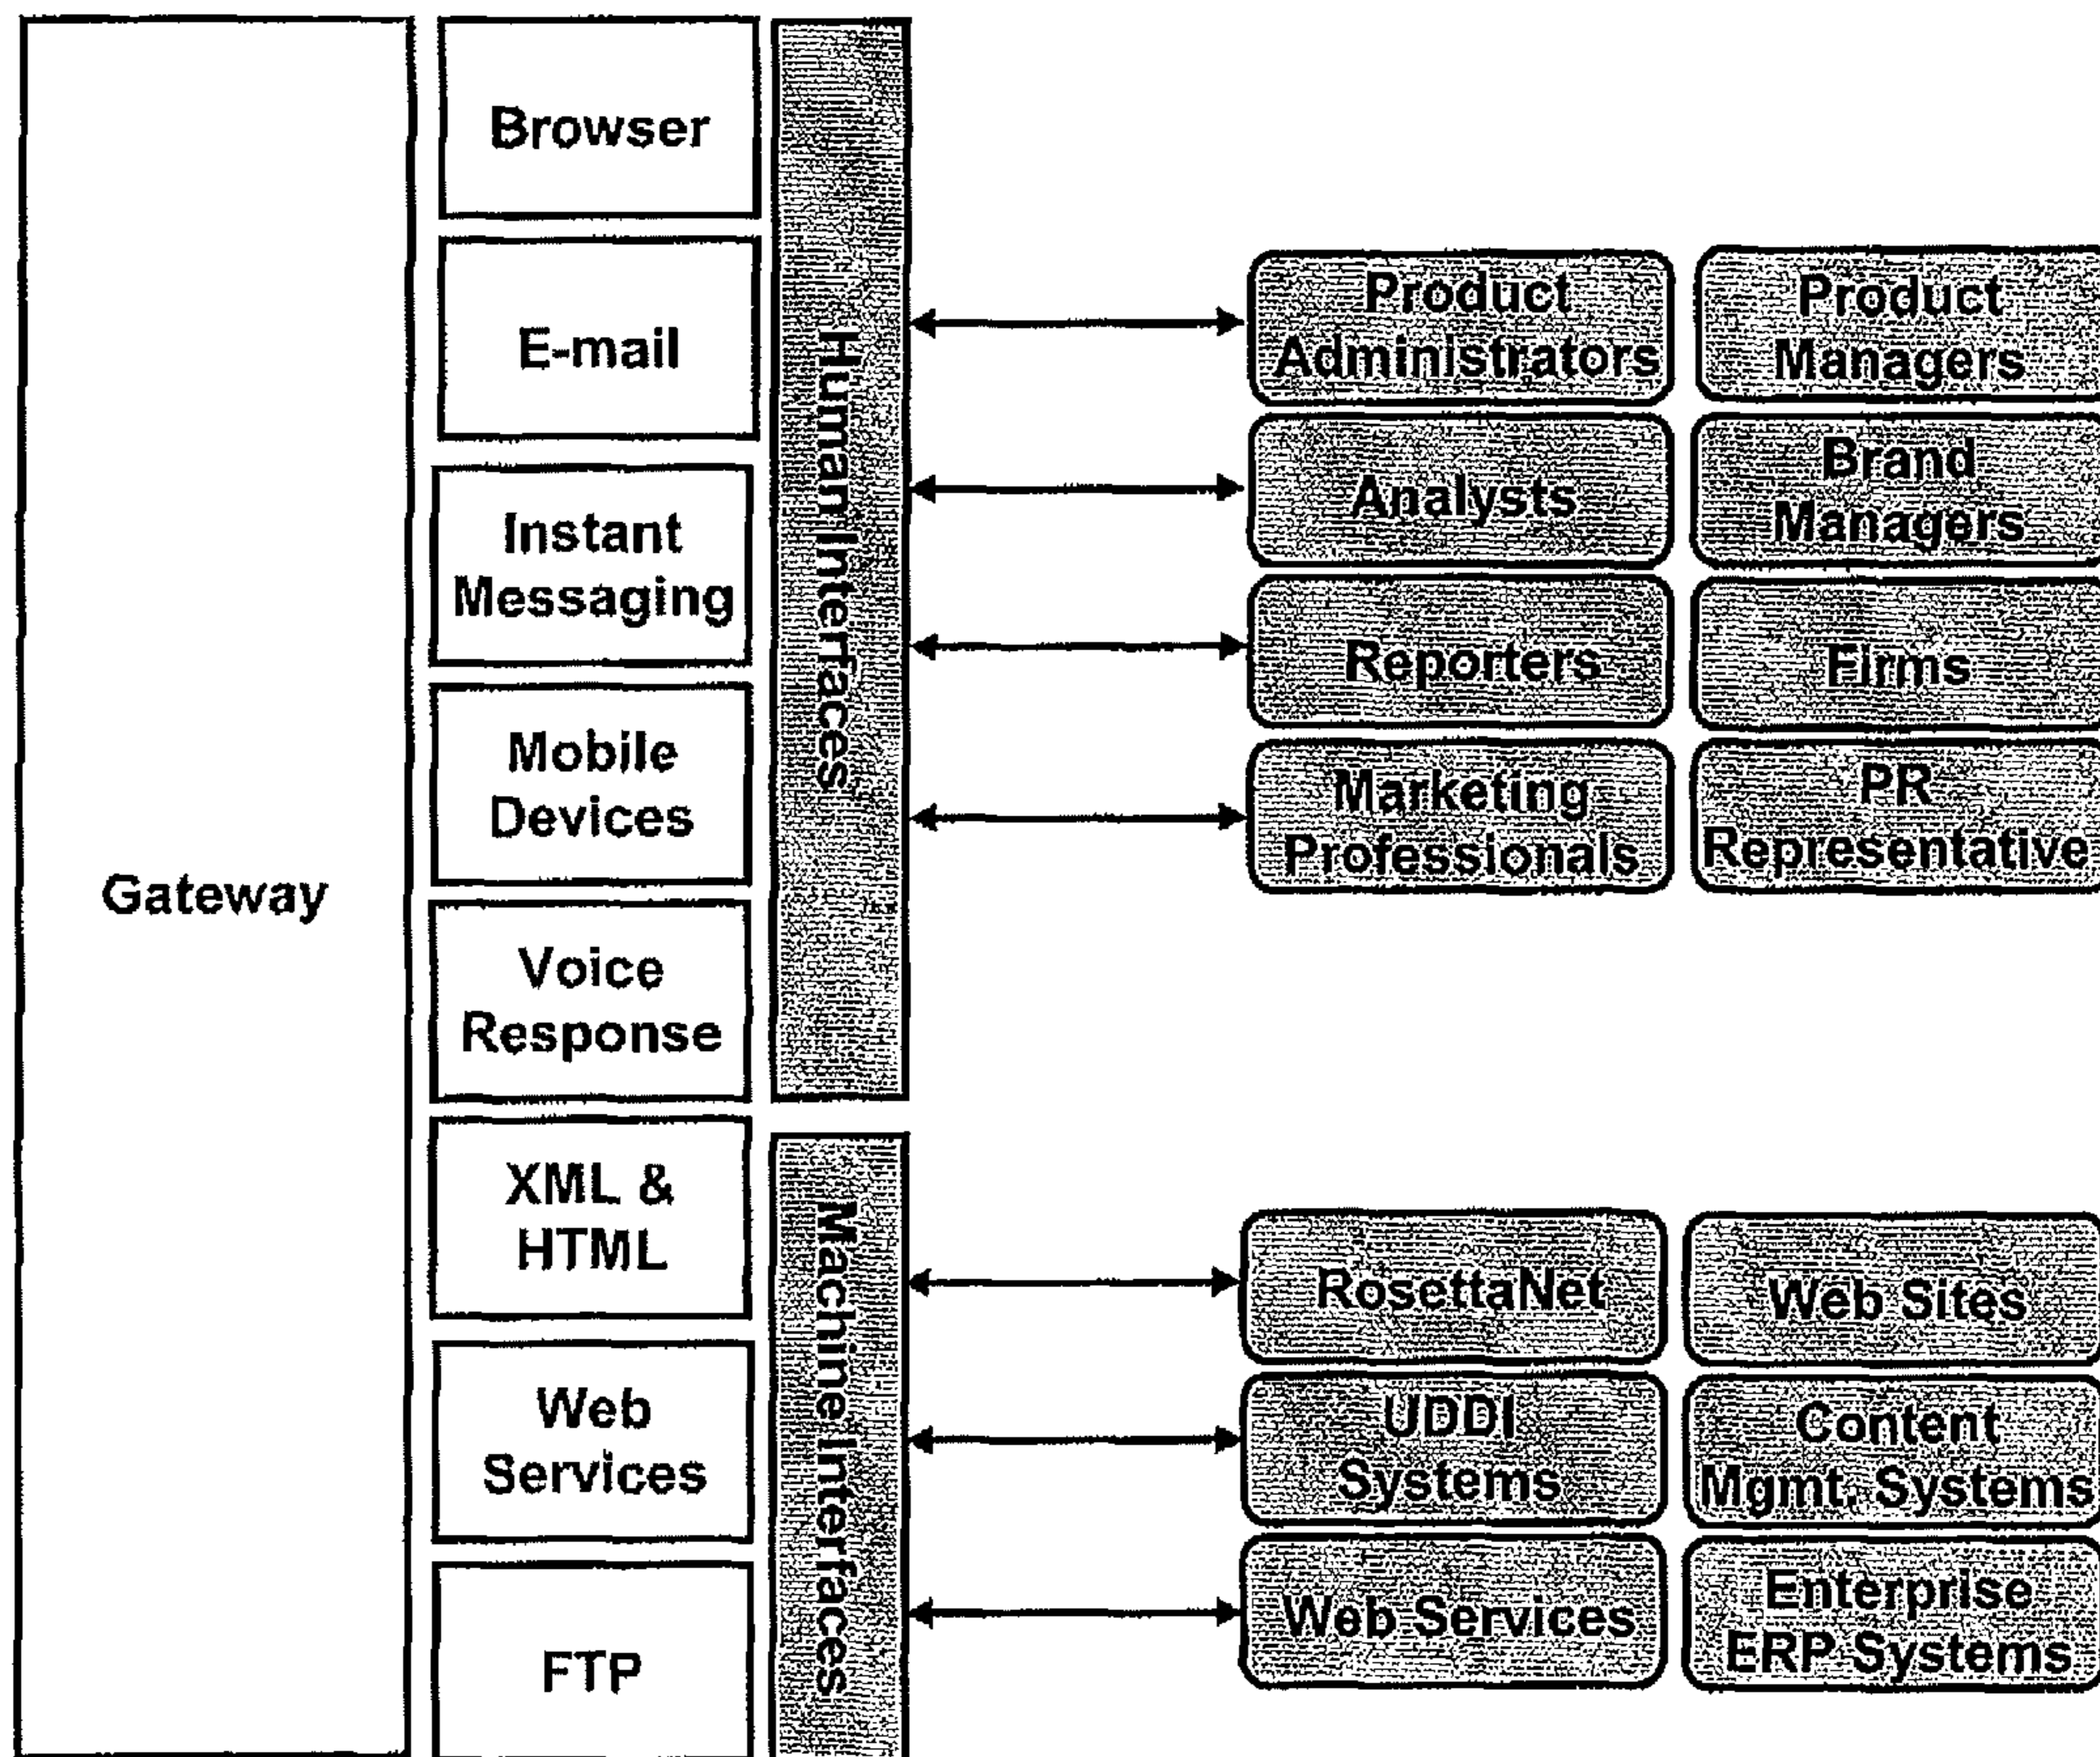 Gateway
Browser
E-mail
Instant
Messaging
Mobile
Devices
Voice
Response
XML &
HTML
Web
Services
FTP
Human Interfaces
Machine Interfaces
Product
Administrators
Product
Managers
Analysts
Brand
Managers
Reporters
Firms
Marketing
Professionals
PR
Representative
RosettaNet
Web Sites
UDDI
Systems
Content
Mgmt. Systems
Web Services
Enterprise
ERP Systems